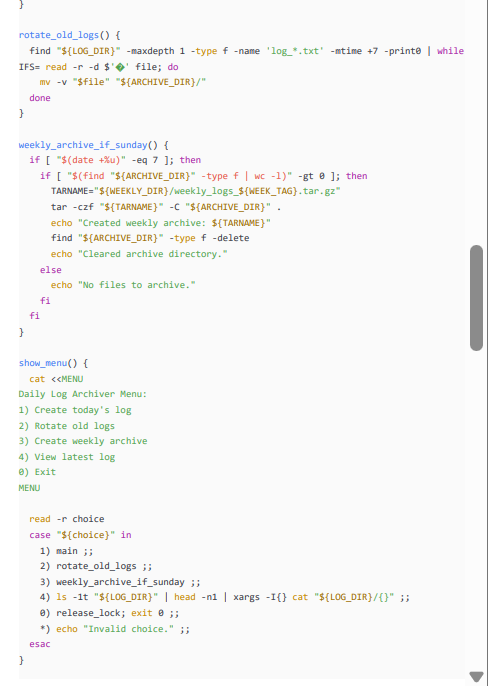 }
rotate_old_logs() {
  find "${LOG_DIR}" -maxdepth 1 -type f -name 'log_*.txt' -mtime +7 -print0 | while
IFS= read -r -d $'�' file; do
    mv -v "$file" "${ARCHIVE_DIR}/"
  done
}
weekly_archive_if_sunday() {
  if [ "$(date +%u)" -eq 7 ]; then
    if [ "$(find "${ARCHIVE_DIR}" -type f | wc -l)" -gt 0 ]; then
      TARNAME="${WEEKLY_DIR}/weekly_logs_${WEEK_TAG}.tar.gz"
      tar -czf "${TARNAME}" -C "${ARCHIVE_DIR}" .
      echo "Created weekly archive: ${TARNAME}"
      find "${ARCHIVE_DIR}" -type f -delete
      echo "Cleared archive directory."
    else
      echo "No files to archive."
    fi
  fi
}
show_menu() {
  cat <<MENU
Daily Log Archiver Menu:
1) Create today's log
2) Rotate old logs
3) Create weekly archive
4) View latest log
0) Exit
MENU
  read -r choice
  case "${choice}" in
    1) main ;;
    2) rotate_old_logs ;;
    3) weekly_archive_if_sunday ;;
    4) ls -1t "${LOG_DIR}" | head -n1 | xargs -I{} cat "${LOG_DIR}/{}" ;;
    0) release_lock; exit 0 ;;
    *) echo "Invalid choice." ;;
  esac
}